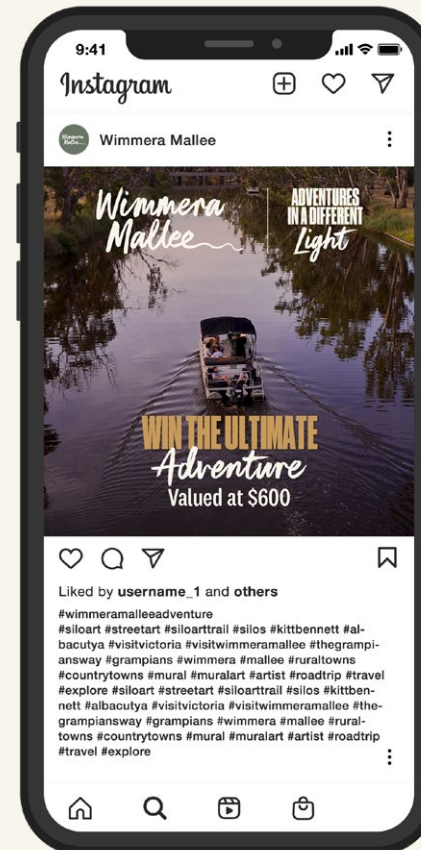 9:41
Instagram
Wimmera Mallee
Wimmera
Mallee
ADVENTURES
IN A DIFFERENT
Light
WIN THE ULTIMATE
Adventure
Valued at $600
Liked by username_1 and others
#wimmeramalleeadventure
#siloart #streetart #siloarttrail #silos #kittbennett #al-
bacutya #visitvictoria #visitwimmeramallee #thegrampi-
answay #grampians #wimmera #mallee #ruraltowns
#countrytowns #mural #muralart #artist #roadtrip #travel
#explore #siloart #streetart #siloarttrail #silos #kittben-
nett #albacutya #visitvictoria #visitwimmeramallee #the-
grampiansway #grampians #wimmera #mallee #rural-
towns #countrytowns #mural #muralart #artist #roadtrip
#travel #explore